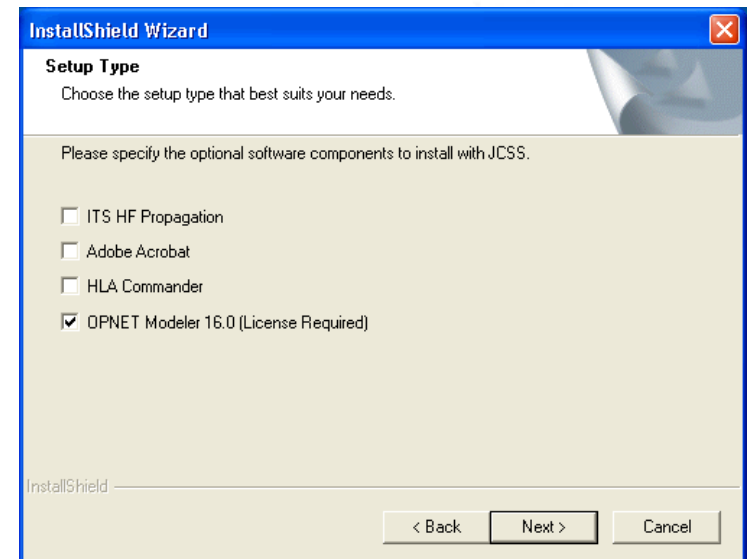 InstallShield Wizard
Setup Type
Choose the setup type that best suits your needs.
Please specify the optional software components to install with JCSS.
ITS HF Propagation
Adobe Acrobat
HLA Commander
OPNET Modeler 16.0 (License Required)
InstallShield
< Back Next > Cancel